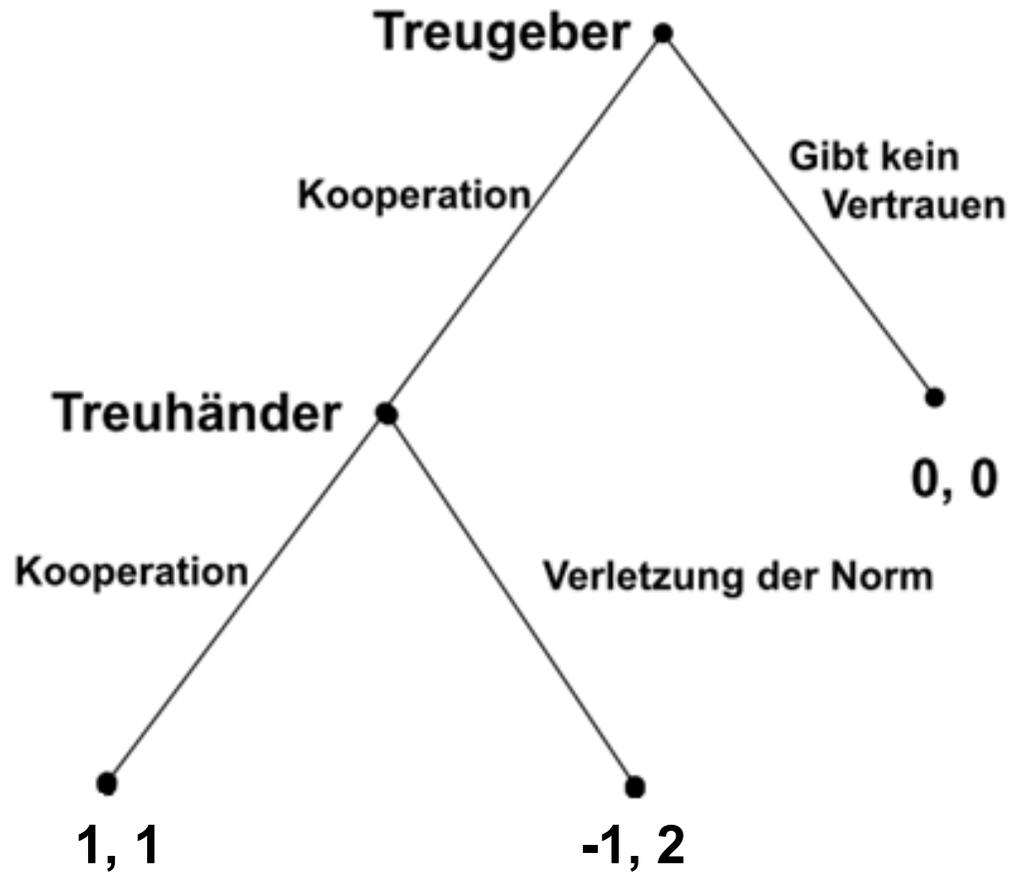 Treugeber
Gibt kein
Vertrauen
Kooperation
Treuhänder
0, 0
Kooperation
Verletzung der Norm
1, 1
-1, 2